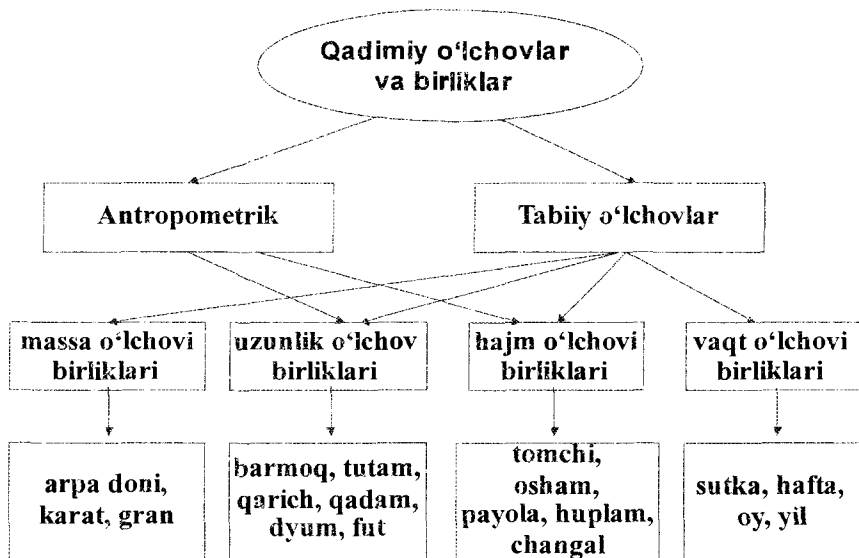 Qadimiy o‘lchovlar
va birliklar
Antropometrik
Tabiiy o‘lchovlar
massa o‘lchovi
birliklari
uzunlik o‘lchov
birliklari
hajm o‘lchovi
birliklari
vaqt o‘lchovi
birliklari
arpa doni,
karat, gran
barmoq, tutam,
qarich, qadam,
dyum, fut
tomchi,
osham,
payola, huplam,
changal
sutka, hafta,
oy, yil